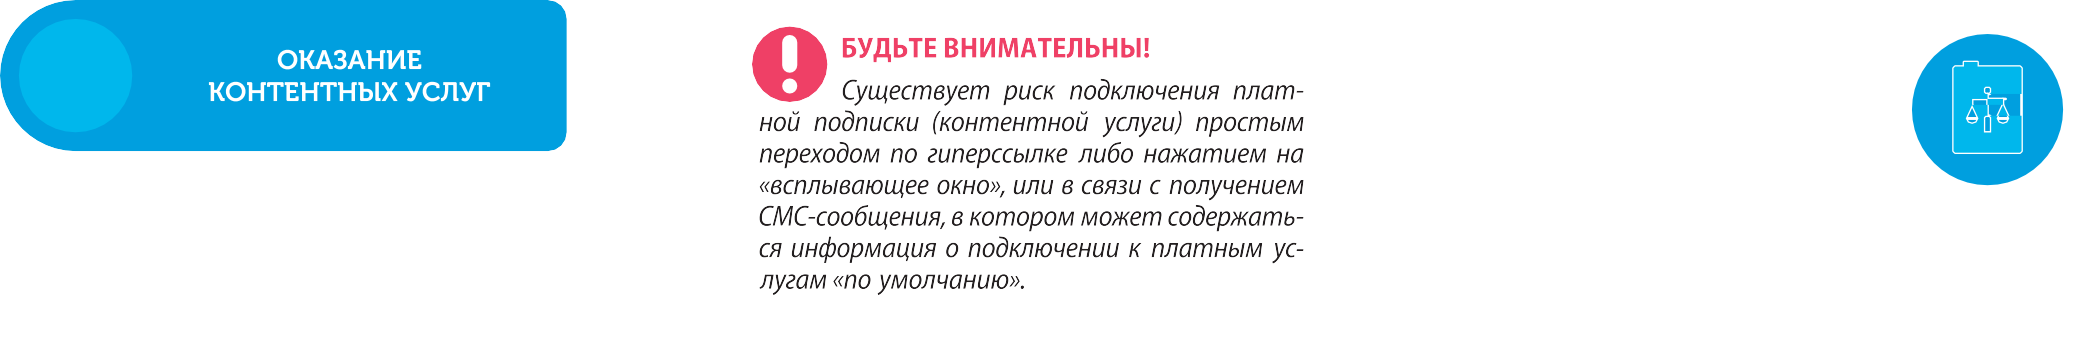 ОКАЗАНИЕ
КОНТЕНТНЫХ УСЛУГ
БУДЬТЕ ВНИМАТЕЛЬНЫ!
Существует риск подключения плат-
ной подписки (контентной услуги) простым
переходом по гиперссылке либо нажатием на
«всплывающее окно», или в связи с получением
СМС-сообщения, в котором может содержать-
ся информация о подключении к платным ус-
лугам «по умолчанию».